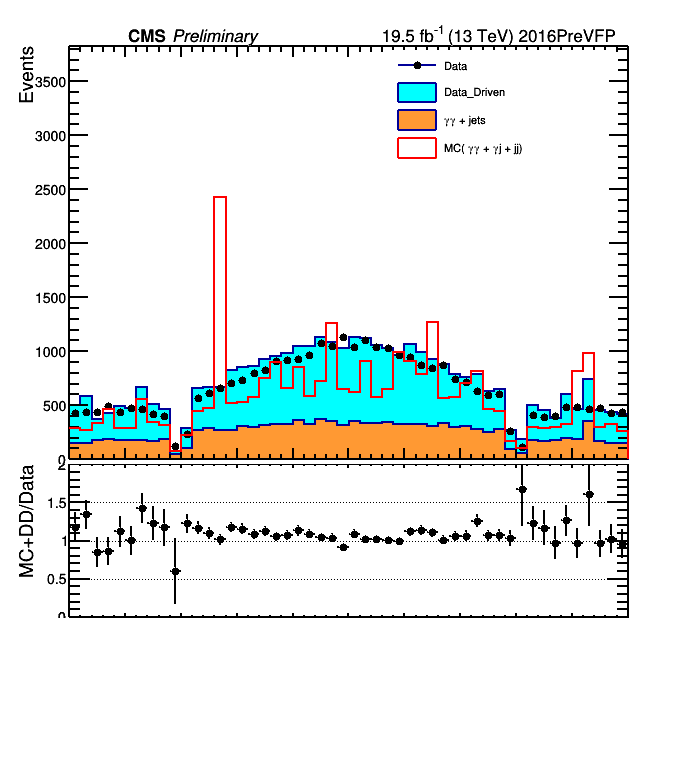 CMS Preliminary 19.5 fb⁻¹ (13 TeV) 2016PreVFP
Events
3500
3000
2500
2000
1500
1000
500
0
Data
Data_Driven
γγ + jets
MC( γγ + γj + jj)
MC+DD/Data
2
1.5
1
0.5
0